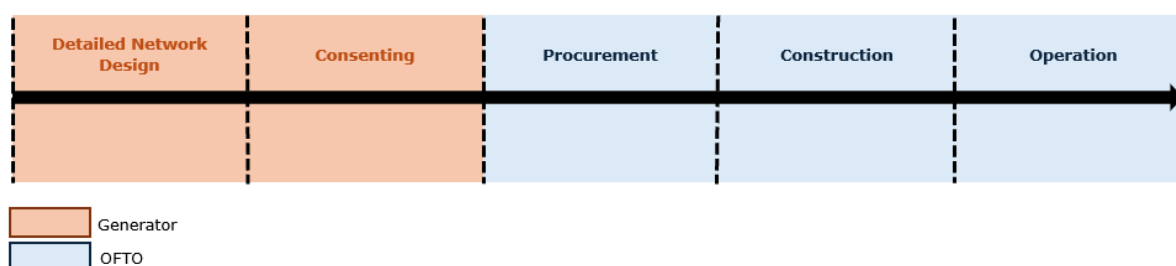 Detailed Network
Design
Consenting
Procurement
Construction
Operation
Generator
OFTO